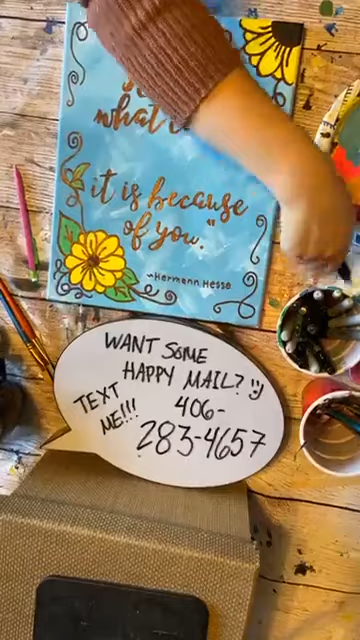 what i
it is because
of you."
~Hermann Hesse
WANT SOME
HAPPY MAIL? :)
TEXT
ME!!!
406-
283-4657